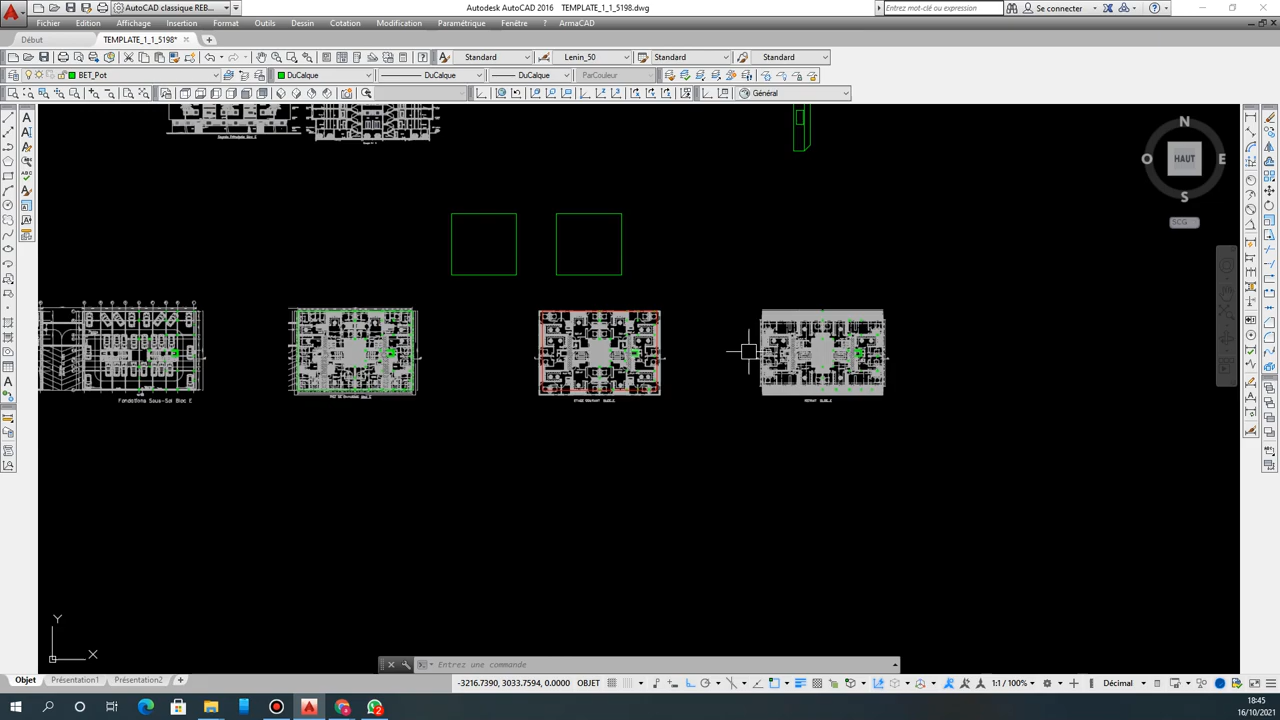 AutoCAD classique REB...
Autodesk AutoCAD 2016 TEMPLATE_1_1_5198.dwg
Entrez mot-clé ou expression
Se connecter
Fichier Edition Affichage Insertion Format Outils Dessin Cotation Modification Paramétrique Fenêtre ? ArmaCAD
Début TEMPLATE_1_1_5198*
Standard Lenin_50 Standard Standard
BET_Pot DuCalque DuCalque DuCalque ParCouleur
Général
N
O HAUT E
S
SCG
Fondations Sous-Sol Bloc E
Entrez une commande
Objet Présentation1 Présentation2
-3216.7390, 3033.7594, 0.0000 OBJET 1:1 / 100% Décimal
18:45
16/10/2021